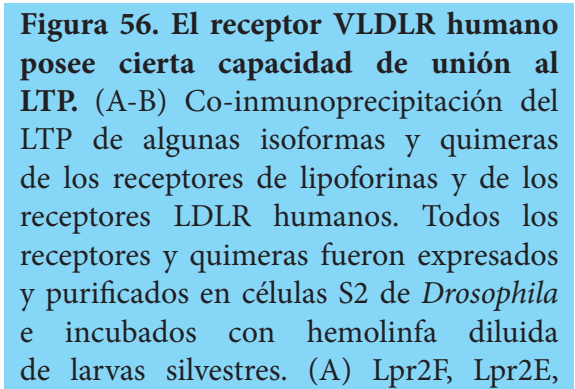 Figura 56. El receptor VLDLR humano
posee cierta capacidad de unión al
LTP. (A-B) Co-inmunoprecipitación del
LTP de algunas isoformas y quimeras
de los receptores de lipoforinas y de los
receptores LDLR humanos. Todos los
receptores y quimeras fueron expresados
y purificados en células S2 de Drosophila
e incubados con hemolinfa diluida
de larvas silvestres. (A) Lpr2F, Lpr2E,